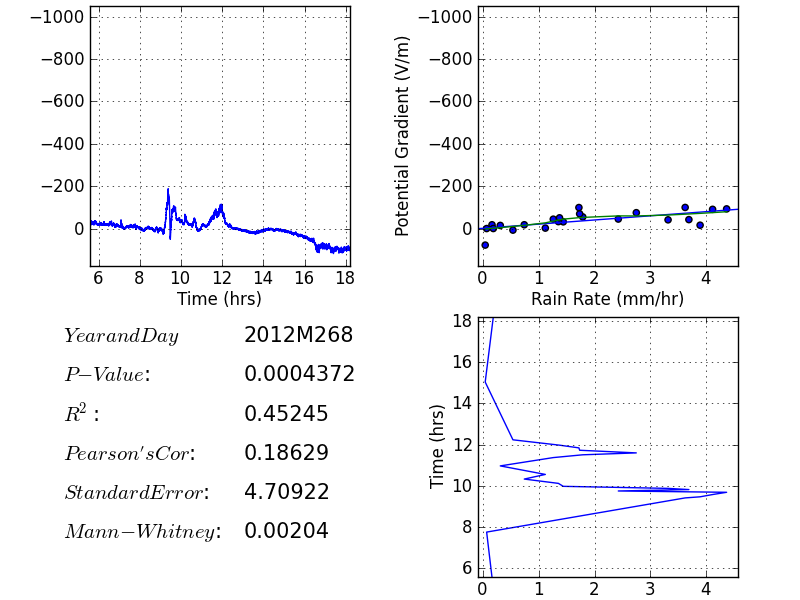 −1000
−800
−600
−400
−200
0
6 8 10 12 14 16 18
Time (hrs)
Potential Gradient (V/m)
−1000
−800
−600
−400
−200
0
0 1 2 3 4
Rain Rate (mm/hr)
YearandDay 2012M268
P−Value: 0.0004372
R² : 0.45245
Pearson'sCor: 0.18629
StandardError: 4.70922
Mann−Whitney: 0.00204
Time (hrs)
18
16
14
12
10
8
6
0 1 2 3 4